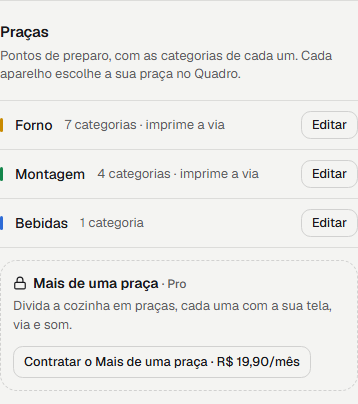 Praças
Pontos de preparo, com as categorias de cada um. Cada
aparelho escolhe a sua praça no Quadro.
Forno 7 categorias · imprime a via Editar
Montagem 4 categorias · imprime a via Editar
Bebidas 1 categoria Editar
Mais de uma praça · Pro
Divida a cozinha em praças, cada uma com a sua tela,
via e som.
Contratar o Mais de uma praça · R$ 19,90/mês